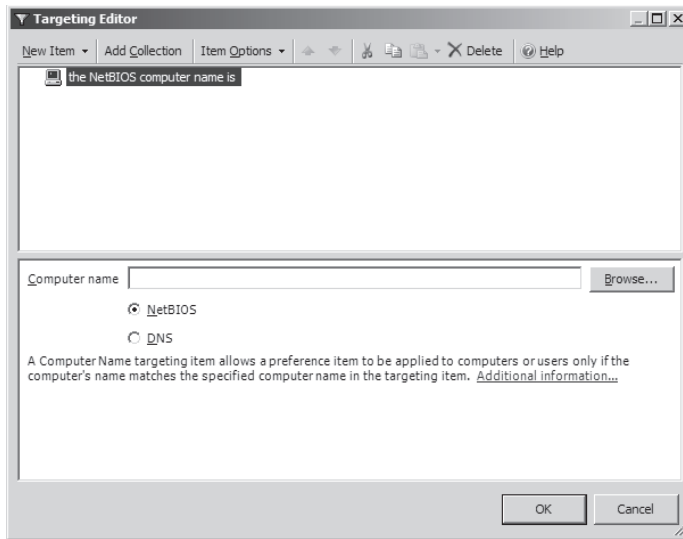 Targeting Editor
New Item Add Collection Item Options Delete Help
the NetBIOS computer name is
Computer name Browse...
NetBIOS
DNS
A Computer Name targeting item allows a preference item to be applied to computers or users only if the
computer's name matches the specified computer name in the targeting item. Additional information...
OK Cancel